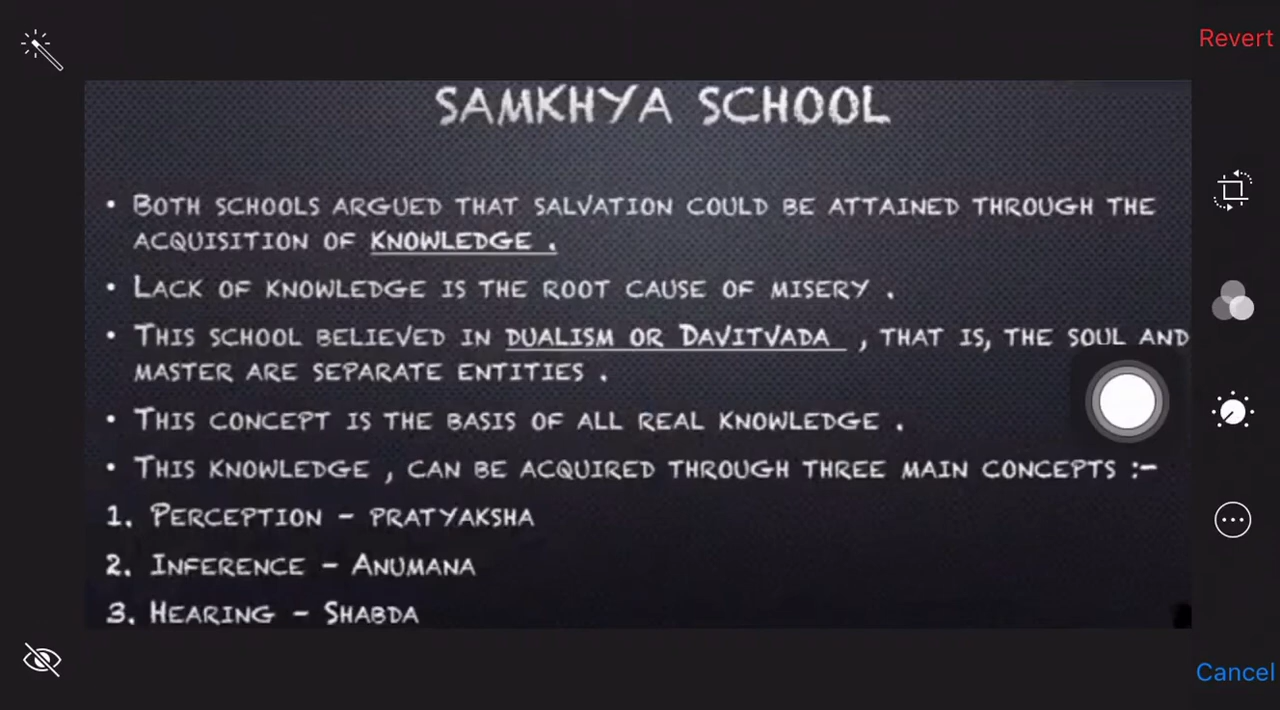 Revert
SAMKHYA SCHOOL
• BOTH SCHOOLS ARGUED THAT SALVATION COULD BE ATTAINED THROUGH THE
ACQUISITION OF KNOWLEDGE .
• LACK OF KNOWLEDGE IS THE ROOT CAUSE OF MISERY .
• THIS SCHOOL BELIEVED IN DUALISM OR DAVITVADA , THAT IS, THE SOUL AND
MASTER ARE SEPARATE ENTITIES .
• THIS CONCEPT IS THE BASIS OF ALL REAL KNOWLEDGE .
• THIS KNOWLEDGE , CAN BE ACQUIRED THROUGH THREE MAIN CONCEPTS :-
1. PERCEPTION - PRATYAKSHA
2. INFERENCE - ANUMANA
3. HEARING - SHABDA
Cancel